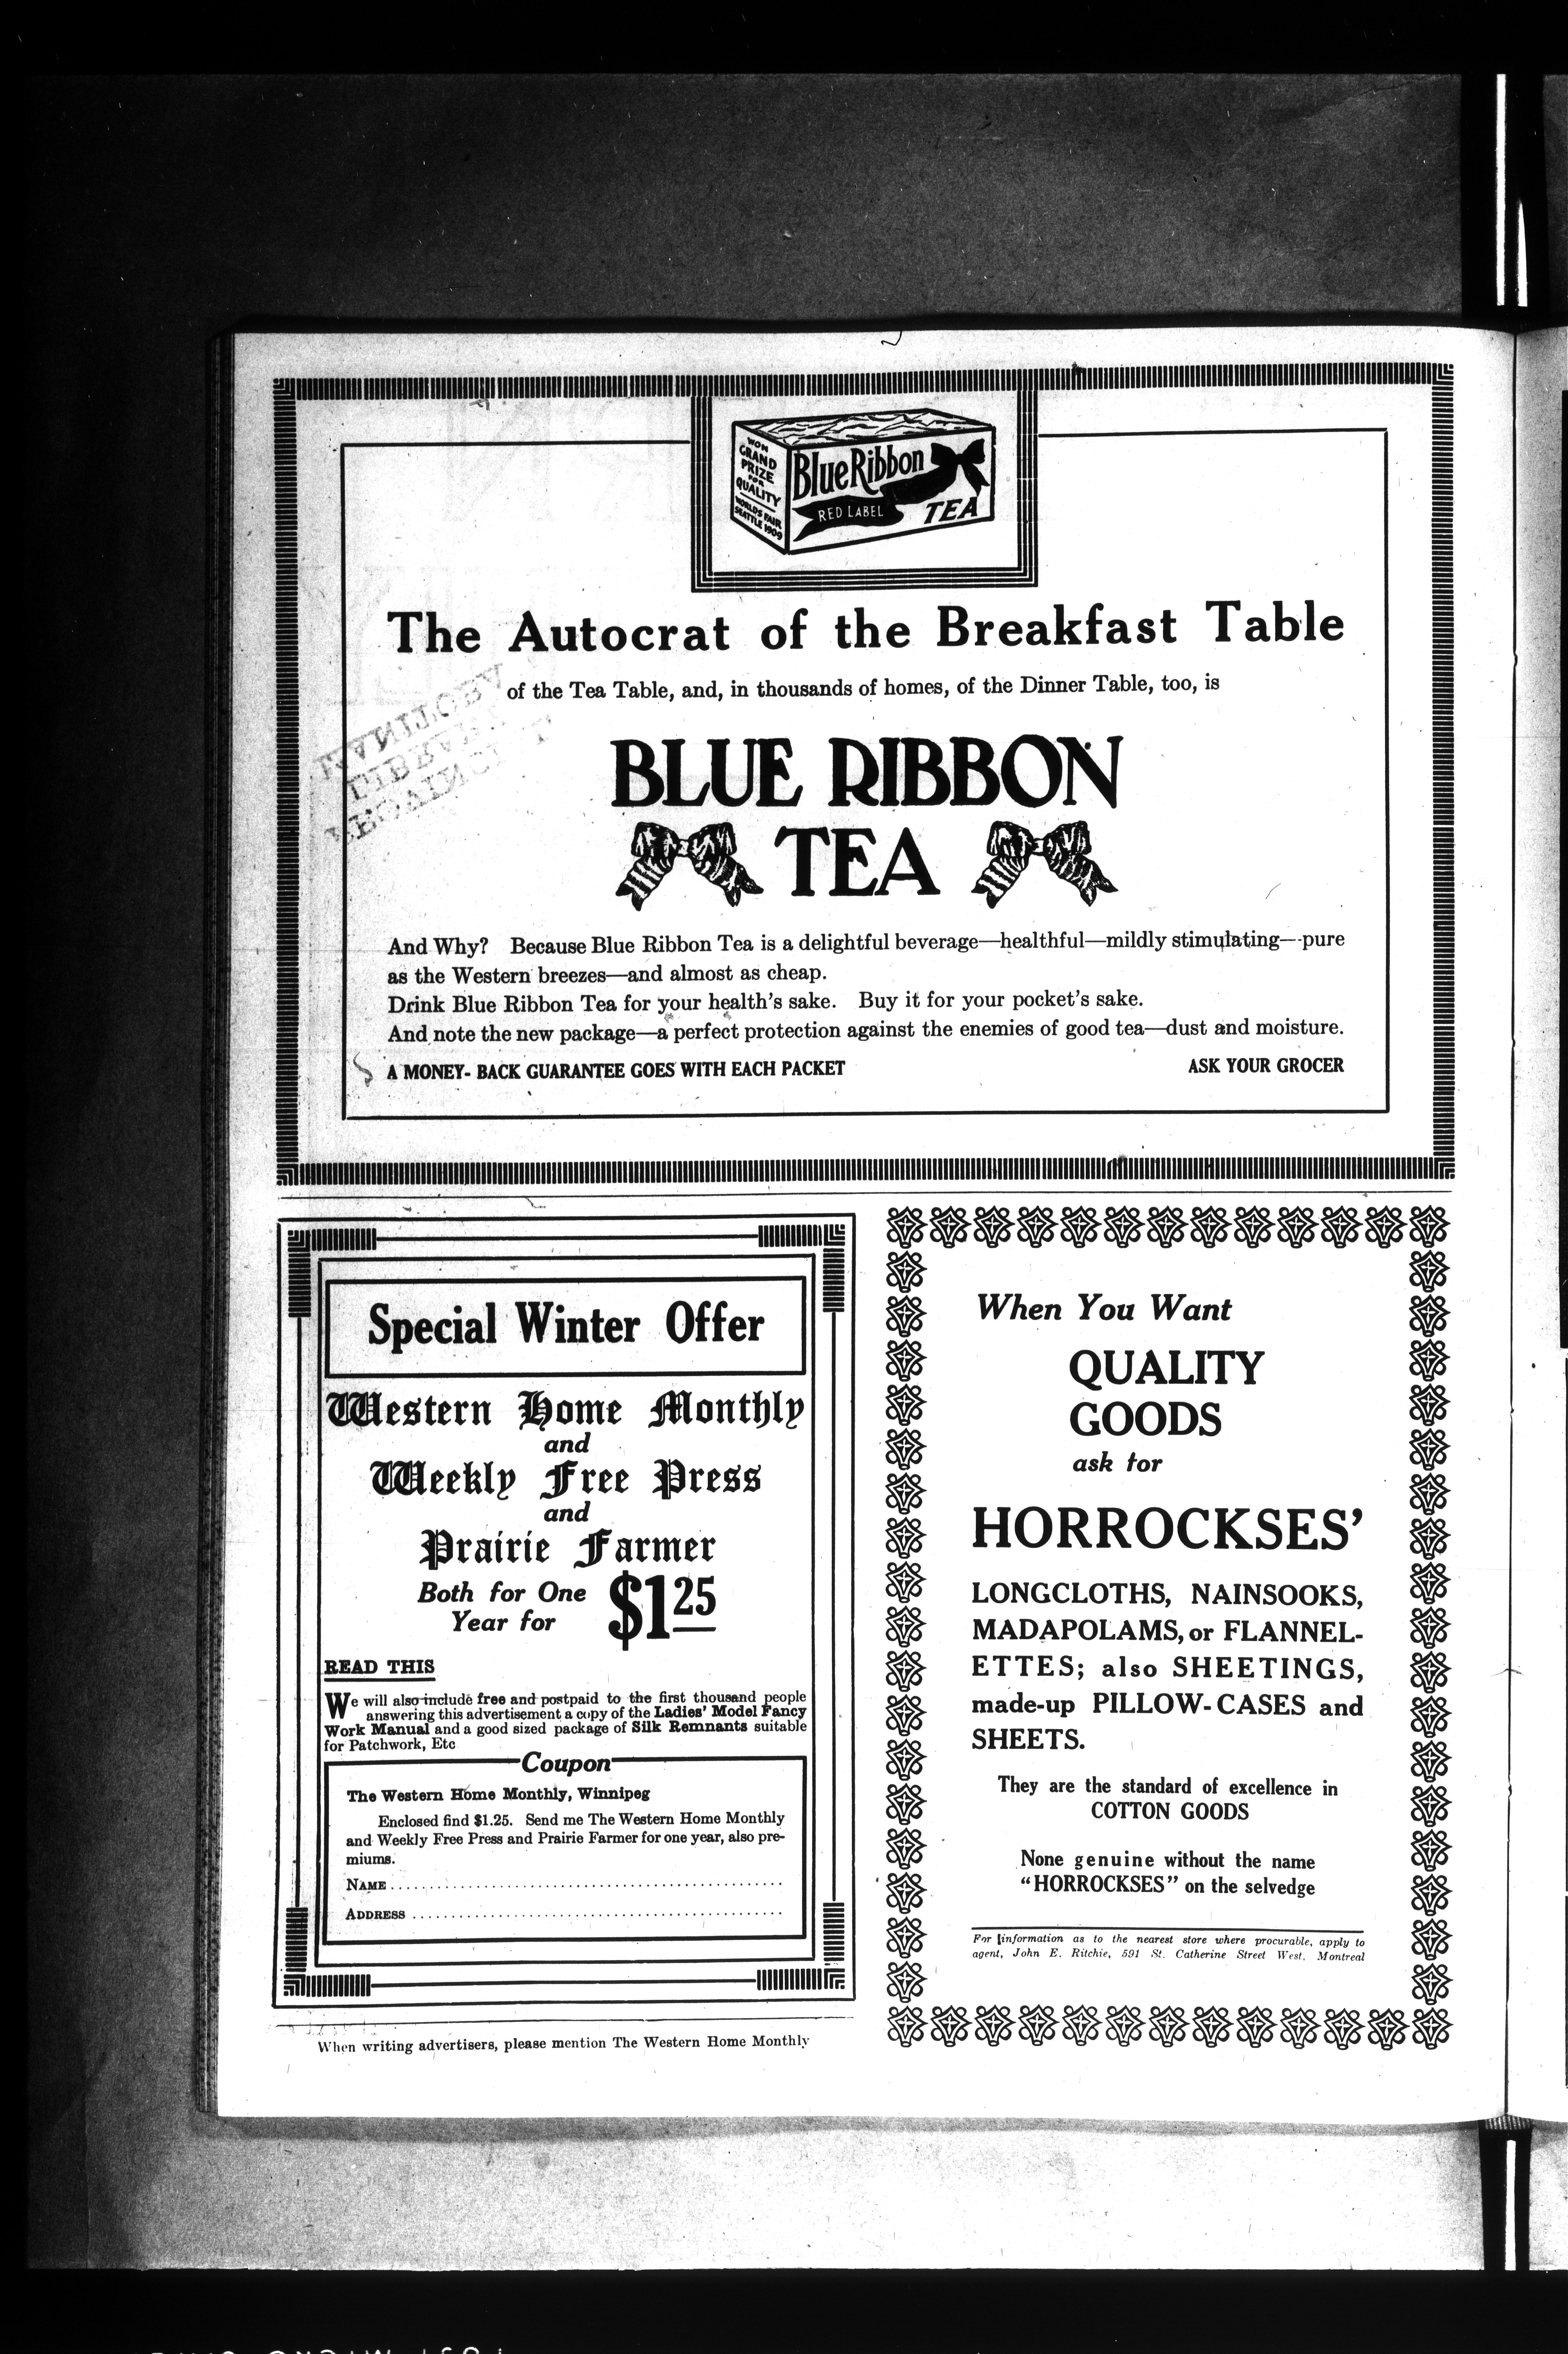 WON
GRAND
PRIZE
FOR
QUALITY
WORLDS FAIR
SEATTLE 1909
Blue Ribbon
RED LABEL
TEA
The Autocrat of the Breakfast Table
of the Tea Table, and, in thousands of homes, of the Dinner Table, too, is
BLUE RIBBON
TEA
And Why? Because Blue Ribbon Tea is a delightful beverage—healthful—mildly stimulating—pure
as the Western breezes—and almost as cheap.
Drink Blue Ribbon Tea for your health's sake. Buy it for your pocket's sake.
And note the new package—a perfect protection against the enemies of good tea—dust and moisture.
A MONEY- BACK GUARANTEE GOES WITH EACH PACKET ASK YOUR GROCER
Special Winter Offer
Western Home Monthly
and
Weekly Free Press
and
Prairie Farmer
Both for One
Year for
$1 25
READ THIS
We will also include free and postpaid to the first thousand people
answering this advertisement a copy of the Ladies' Model Fancy
Work Manual and a good sized package of Silk Remnants suitable
for Patchwork, Etc
Coupon
The Western Home Monthly, Winnipeg
Enclosed find $1.25. Send me The Western Home Monthly
and Weekly Free Press and Prairie Farmer for one year, also pre-
miums.
NAME
ADDRESS
When writing advertisers, please mention The Western Home Monthly
When You Want
QUALITY
GOODS
ask for
HORROCKSES'
LONGCLOTHS, NAINSOOKS,
MADAPOLAMS, or FLANNEL-
ETTES; also SHEETINGS,
made-up PILLOW-CASES and
SHEETS.
They are the standard of excellence in
COTTON GOODS
None genuine without the name
"HORROCKSES" on the selvedge
For information as to the nearest store where procurable, apply to
agent, John E. Ritchie, 591 St. Catherine Street West, Montreal